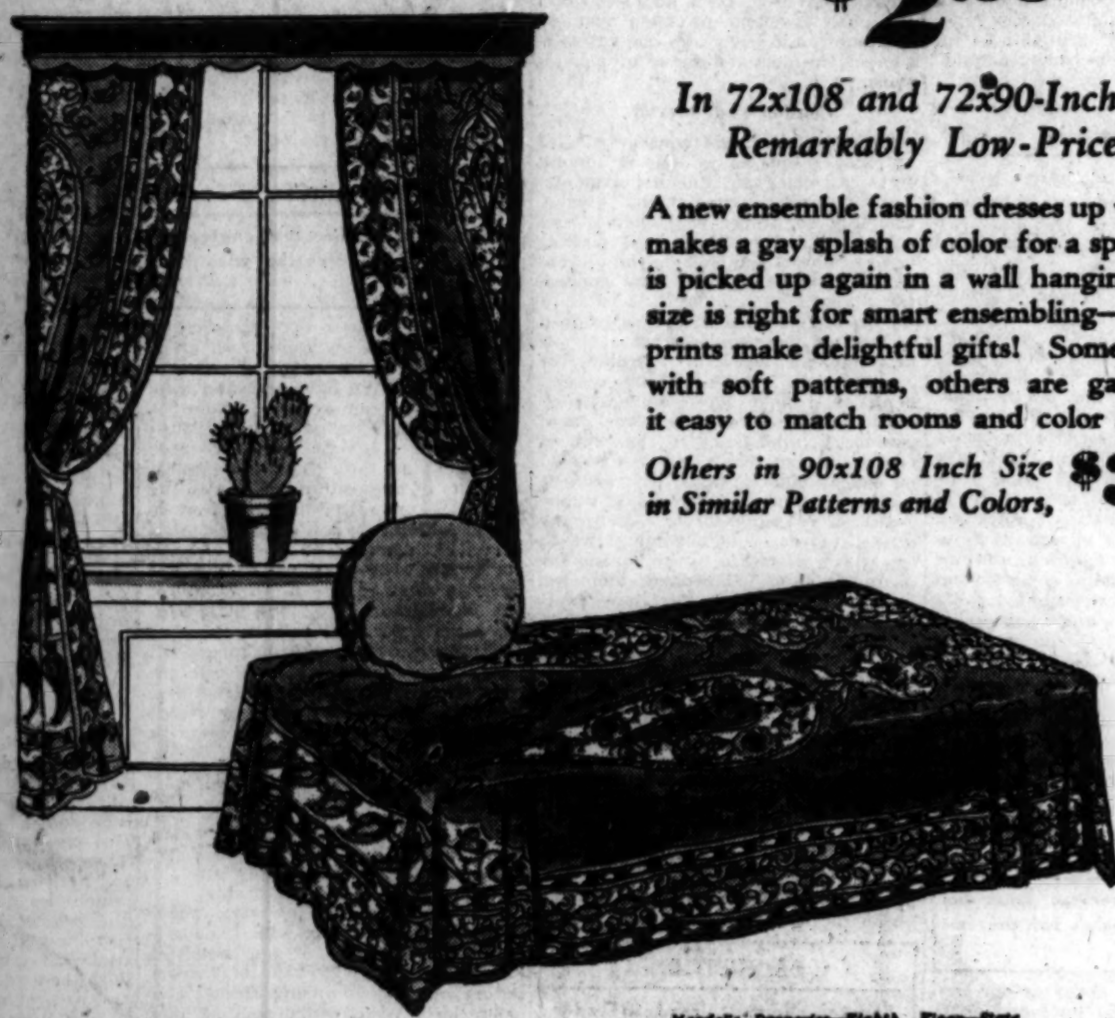 $2
In 72x108 and 72x90-Inch
Remarkably Low-Price
A new ensemble fashion dresses up
makes a gay splash of color for a sp
is picked up again in a wall hangin
size is right for smart ensembling—
prints make delightful gifts! Some
with soft patterns, others are ga
it easy to match rooms and color
Others in 90x108 Inch Size $
in Similar Patterns and Colors,